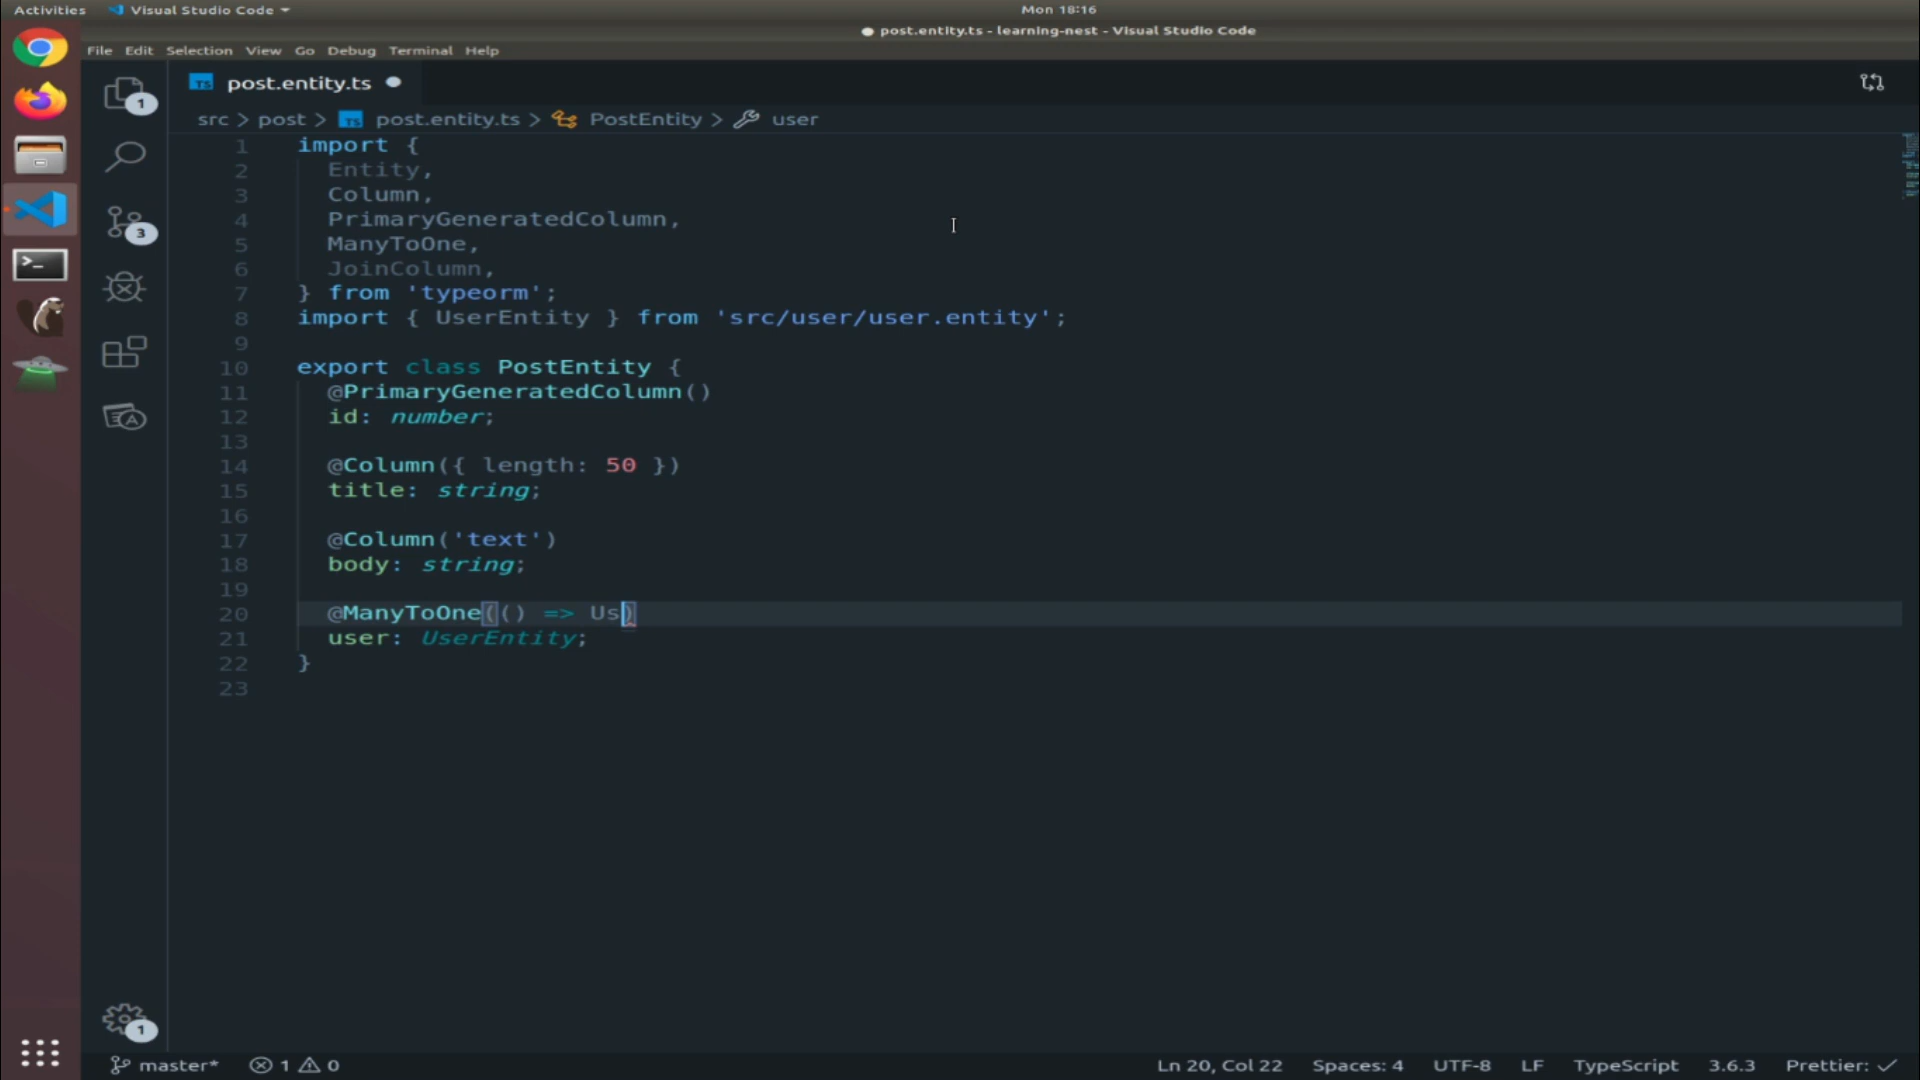 Activities Visual Studio Code Mon 18:16
● post.entity.ts - learning-nest - Visual Studio Code
File Edit Selection View Go Debug Terminal Help
TS post.entity.ts ●
src > post > TS post.entity.ts > PostEntity > user
1 import {
2 Entity,
3 Column,
4 PrimaryGeneratedColumn,
5 ManyToOne,
6 JoinColumn,
7 } from 'typeorm';
8 import { UserEntity } from 'src/user/user.entity';
9
10 export class PostEntity {
11 @PrimaryGeneratedColumn()
12 id: number;
13
14 @Column({ length: 50 })
15 title: string;
16
17 @Column('text')
18 body: string;
19
20 @ManyToOne(() => Us)
21 user: UserEntity;
22 }
23
1
3
1
master* 1 0 Ln 20, Col 22 Spaces: 4 UTF-8 LF TypeScript 3.6.3 Prettier: ✓